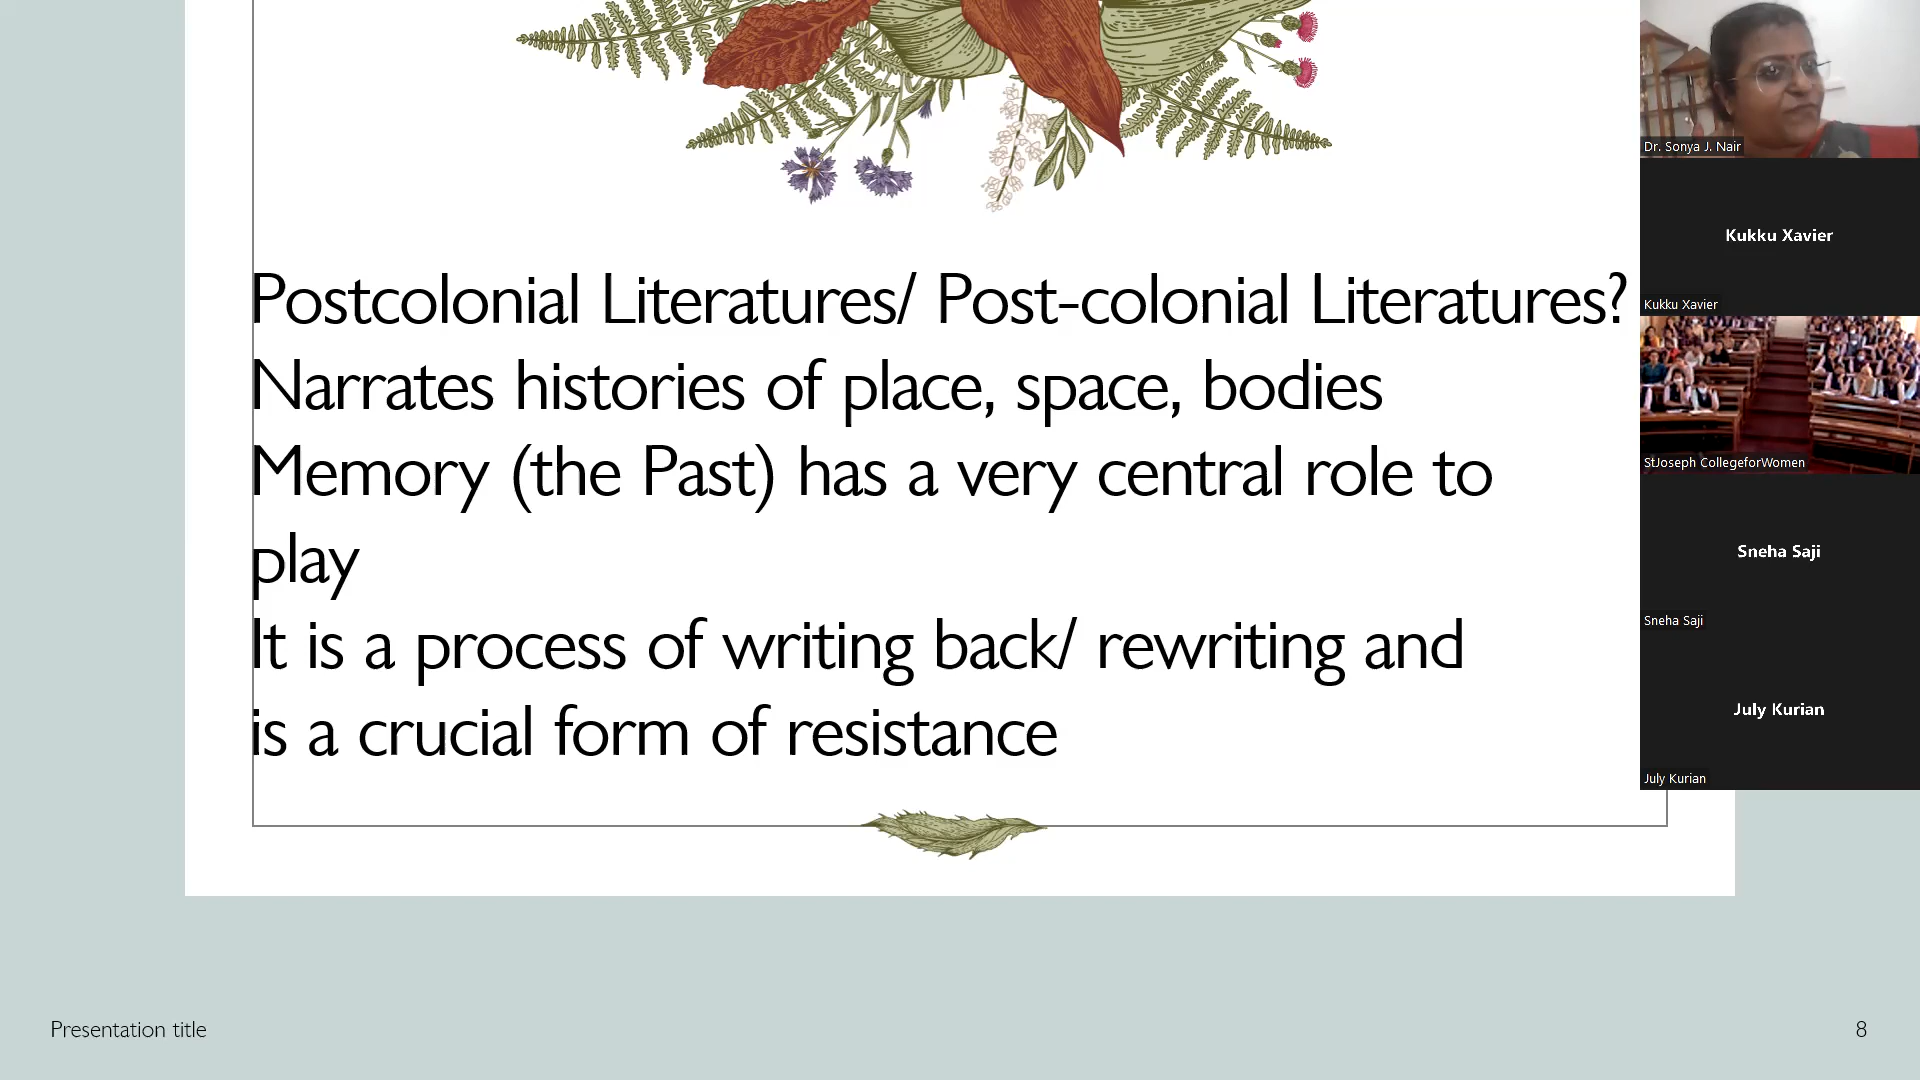 Postcolonial Literatures/ Post-colonial Literatures?
Narrates histories of place, space, bodies
Memory (the Past) has a very central role to
play
It is a process of writing back/ rewriting and
is a crucial form of resistance
Presentation title
8
Dr. Sonya J. Nair
Kukku Xavier
Kukku Xavier
StJoseph CollegeforWomen
Sneha Saji
Sneha Saji
July Kurian
July Kurian